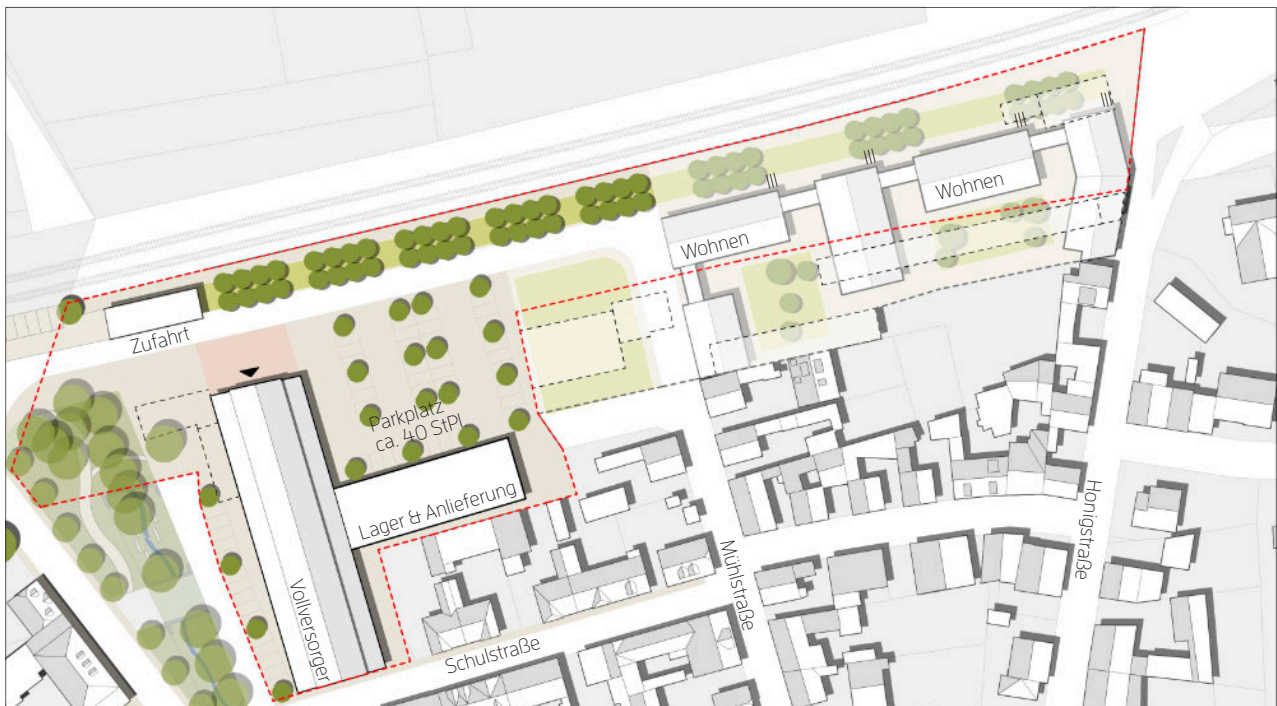 Wohnen
Wohnen
Zufahrt
Parkplatz
ca. 40 StPl
Lager & Anlieferung
Vollversorger
Schulstraße
Mühlstraße
Honigstraße